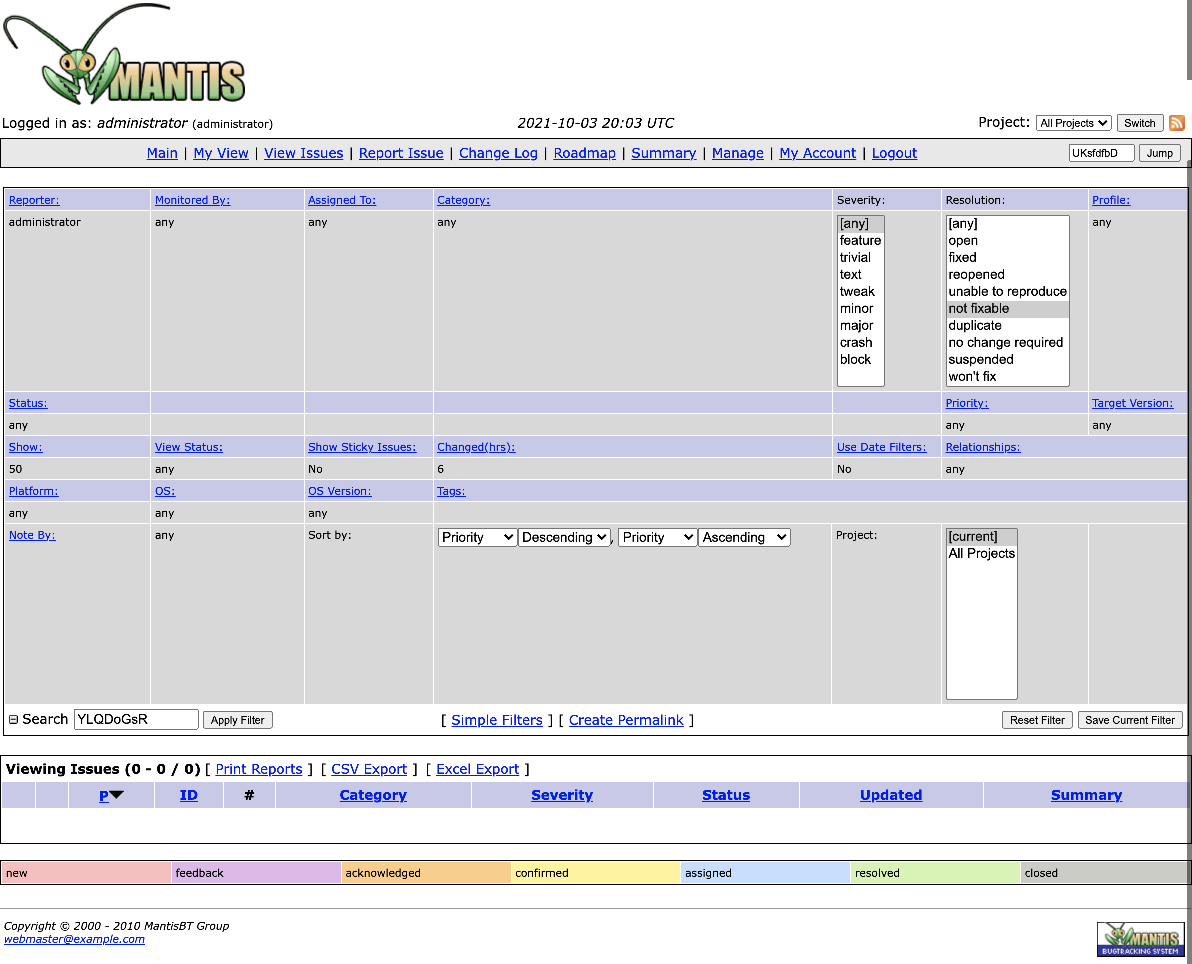 MANTIS
Logged in as: administrator (administrator)
2021-10-03 20:03 UTC
Project: All Projects Switch
Main | My View | View Issues | Report Issue | Change Log | Roadmap | Summary | Manage | My Account | Logout
UKsfdfbD Jump
Reporter: Monitored By: Assigned To: Category: Severity: Resolution: Profile:
administrator any any any any
[any]
feature
trivial
text
tweak
minor
major
crash
block
[any]
open
fixed
reopened
unable to reproduce
not fixable
duplicate
no change required
suspended
won't fix
Status: Priority: Target Version:
any any any
Show: View Status: Show Sticky Issues: Changed(hrs): Use Date Filters: Relationships:
50 any No 6 No any
Platform: OS: OS Version: Tags:
any any any
Note By: any Sort by: Priority Descending, Priority Ascending Project:
[current]
All Projects
Search YLQDoGsR Apply Filter [ Simple Filters ] [ Create Permalink ] Reset Filter Save Current Filter
Viewing Issues (0 - 0 / 0) [ Print Reports ] [ CSV Export ] [ Excel Export ]
P ID # Category Severity Status Updated Summary
new feedback acknowledged confirmed assigned resolved closed
Copyright © 2000 - 2010 MantisBT Group
webmaster@example.com
MANTIS
BUGTRACKING SYSTEM